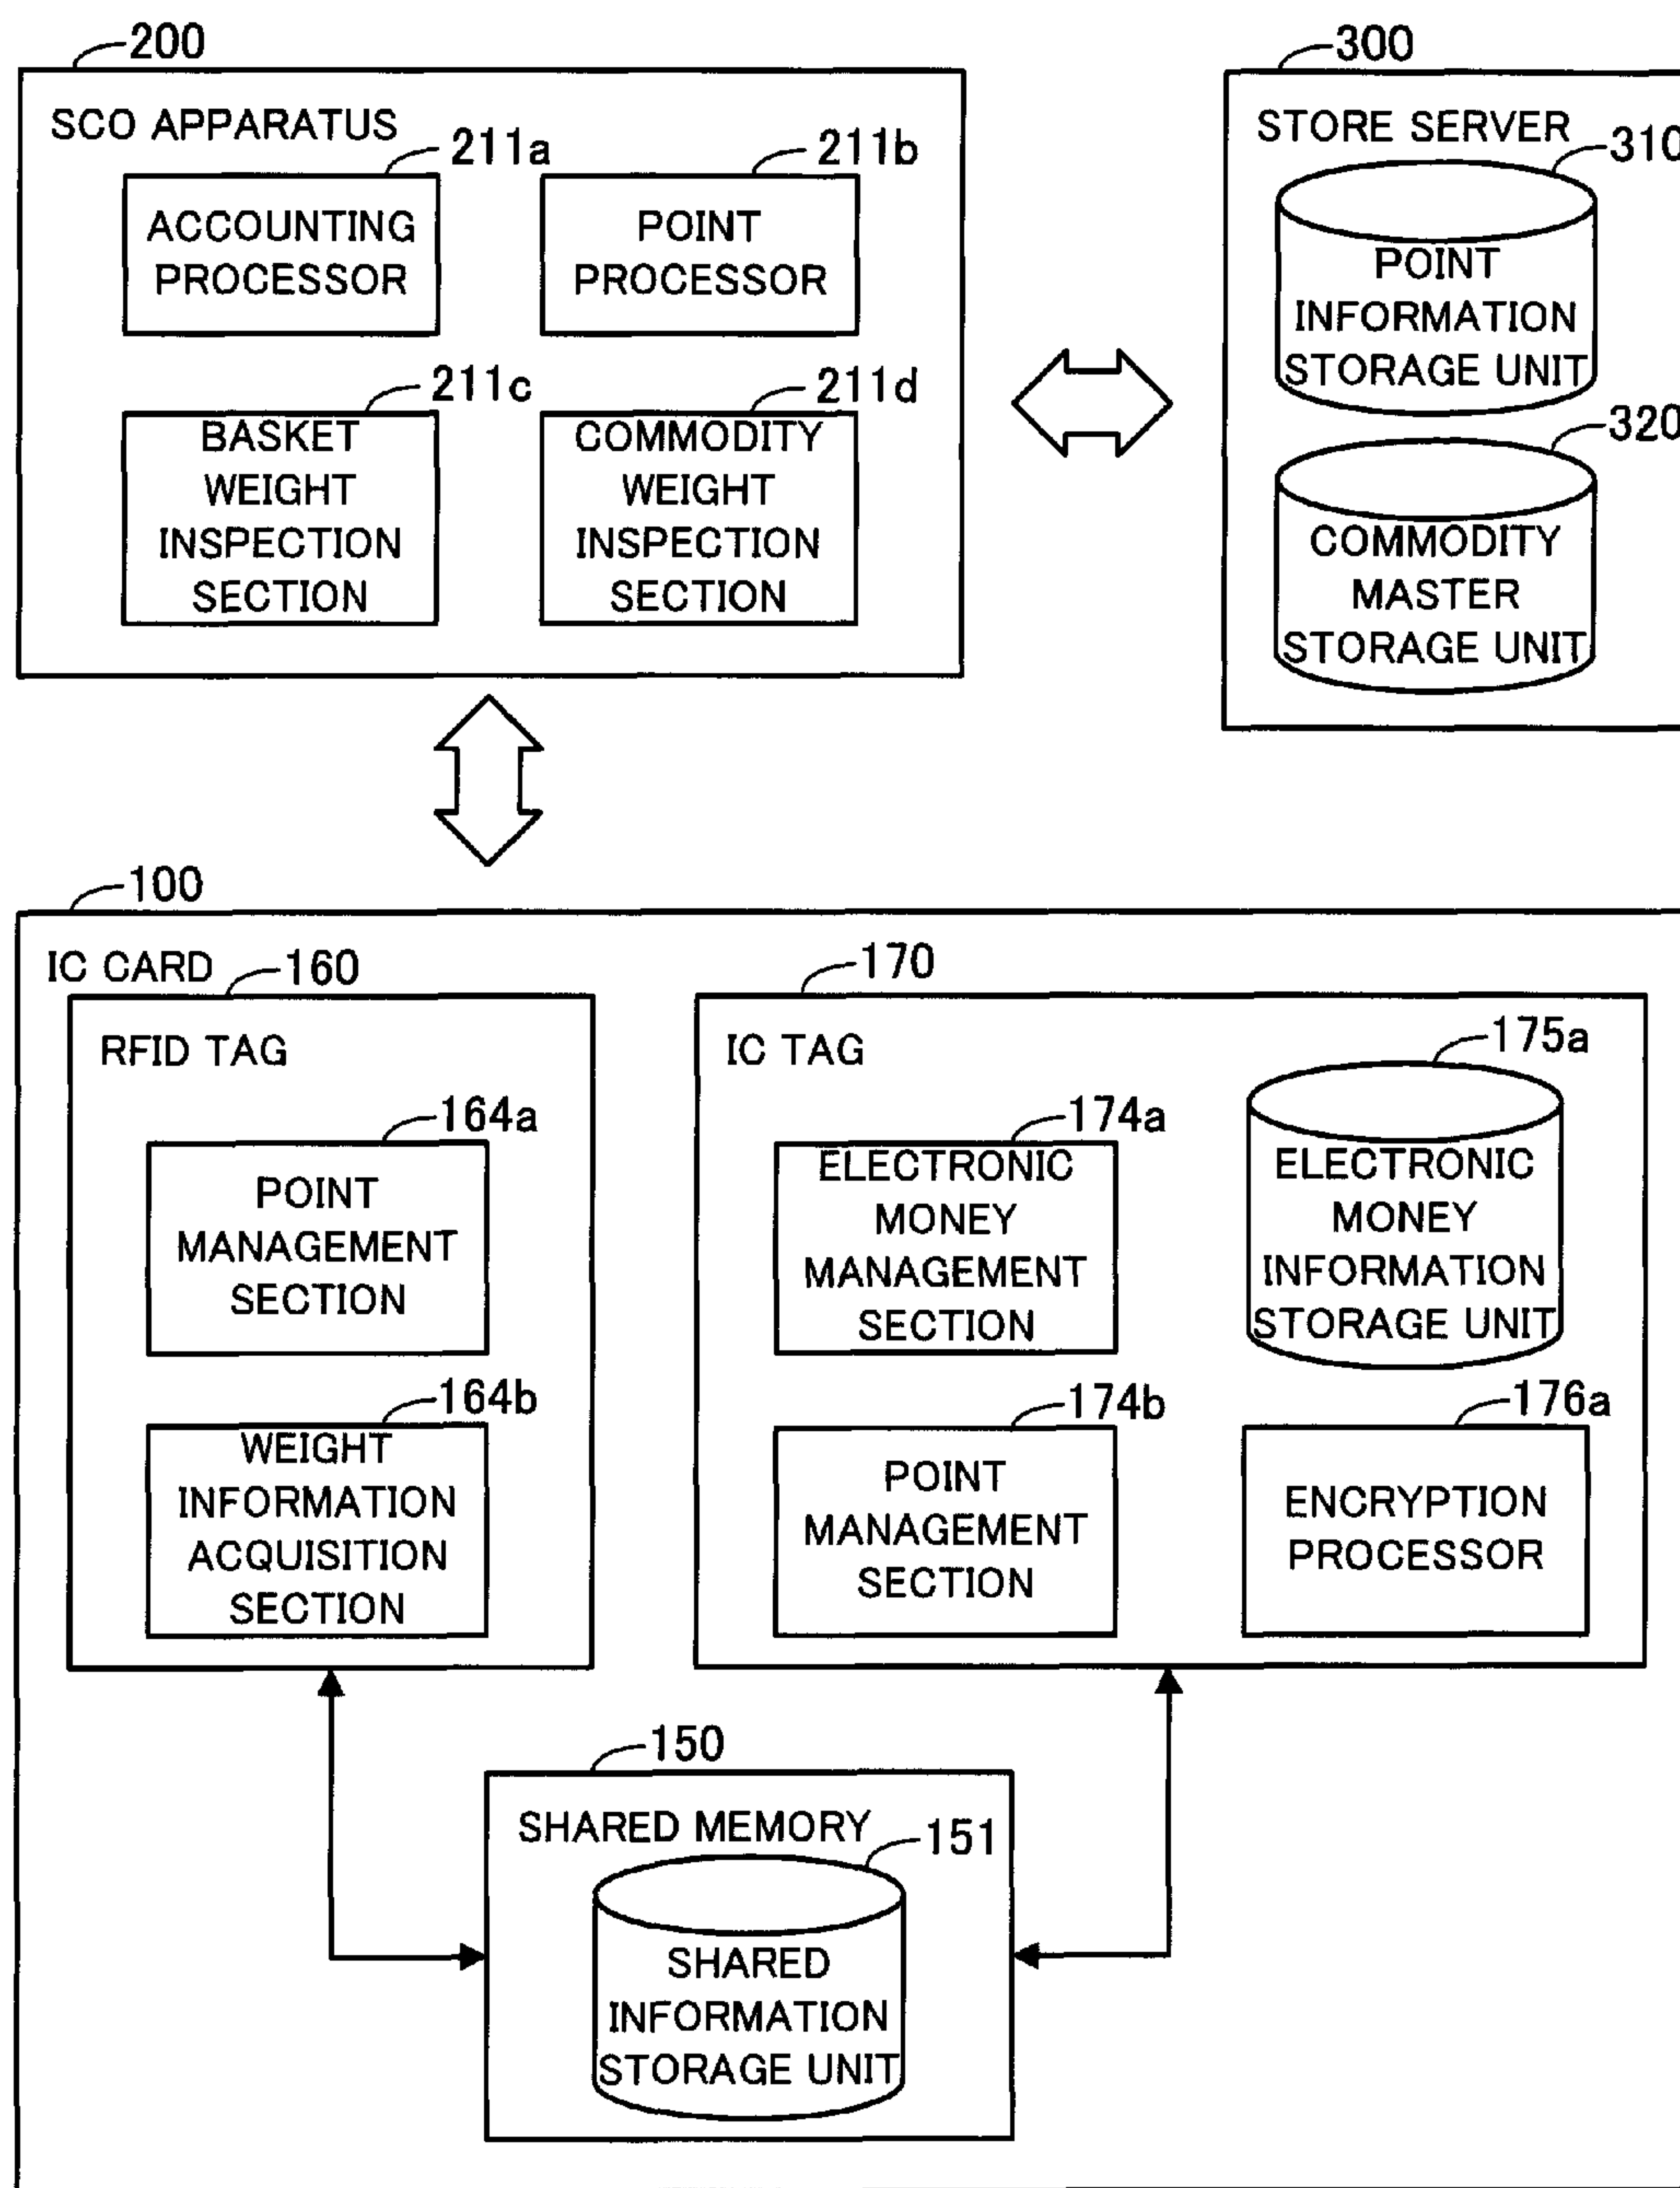 200
SCO APPARATUS
211a
ACCOUNTING
PROCESSOR
211b
POINT
PROCESSOR
211c
BASKET
WEIGHT
INSPECTION
SECTION
211d
COMMODITY
WEIGHT
INSPECTION
SECTION
300
STORE SERVER
310
POINT
INFORMATION
STORAGE UNIT
320
COMMODITY
MASTER
STORAGE UNIT
100
IC CARD
160
RFID TAG
164a
POINT
MANAGEMENT
SECTION
164b
WEIGHT
INFORMATION
ACQUISITION
SECTION
170
IC TAG
174a
ELECTRONIC
MONEY
MANAGEMENT
SECTION
175a
ELECTRONIC
MONEY
INFORMATION
STORAGE UNIT
174b
POINT
MANAGEMENT
SECTION
176a
ENCRYPTION
PROCESSOR
150
SHARED MEMORY
151
SHARED
INFORMATION
STORAGE UNIT